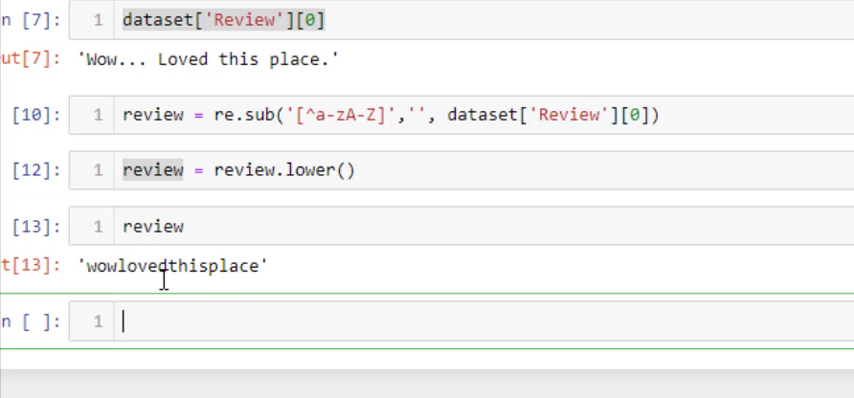 n [7]: 1 dataset['Review'][0]
ut[7]: 'Wow... Loved this place.'
[10]: 1 review = re.sub('[^a-zA-Z]','', dataset['Review'][0])
[12]: 1 review = review.lower()
[13]: 1 review
t[13]: 'wowlovedthisplace'
n [ ]: 1